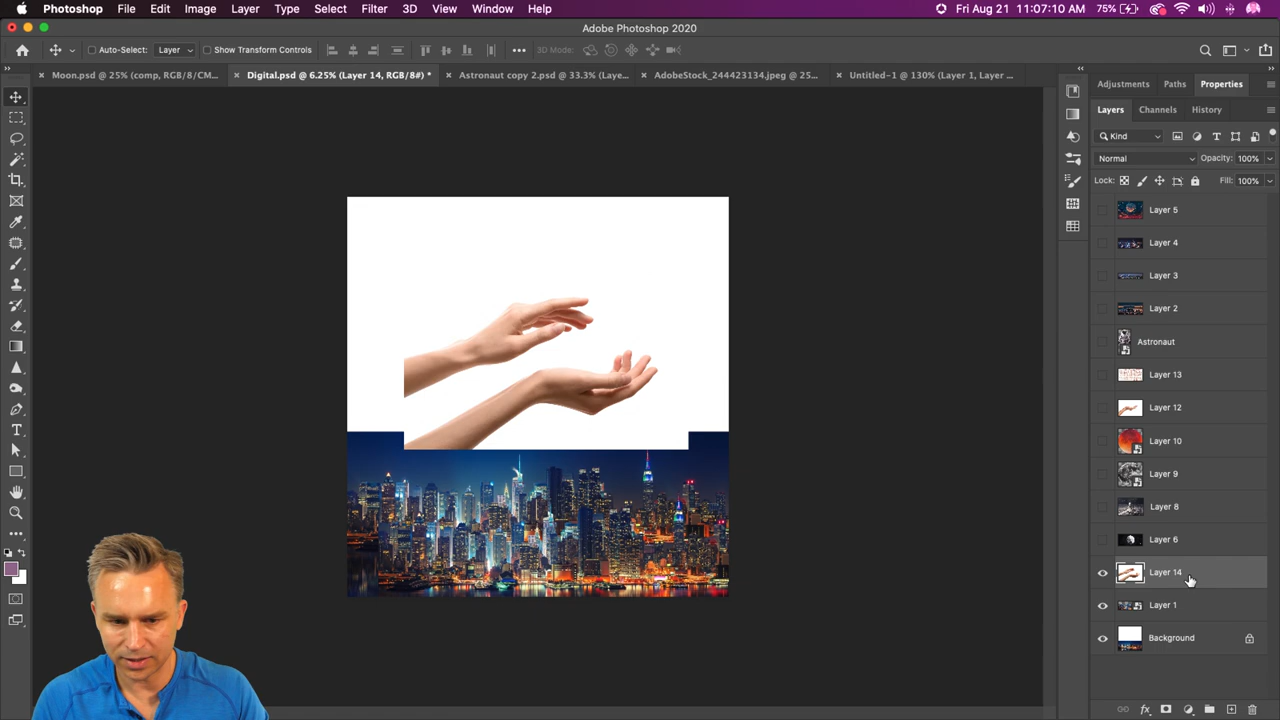 Photoshop File Edit Image Layer Type Select Filter 3D View Window Help 75% Fri Aug 21 11:07:10 AM
Adobe Photoshop 2020
Auto-Select: Layer Show Transform Controls 3D Mode:
Moon.psd @ 25% (comp, RGB/8/CM... Digital.psd @ 6.25% (Layer 14, RGB/8#) * Astronaut copy 2.psd @ 33.3% (Laye... AdobeStock_244423134.jpeg @ 25... Untitled-1 @ 130% (Layer 1, Layer ...
Adjustments Paths Properties
Layers Channels History
Kind
Normal Opacity: 100%
Lock: Fill: 100%
Layer 5
Layer 4
Layer 3
Layer 2
Astronaut
Layer 13
Layer 12
Layer 10
Layer 9
Layer 8
Layer 6
Layer 14
Layer 1
Background